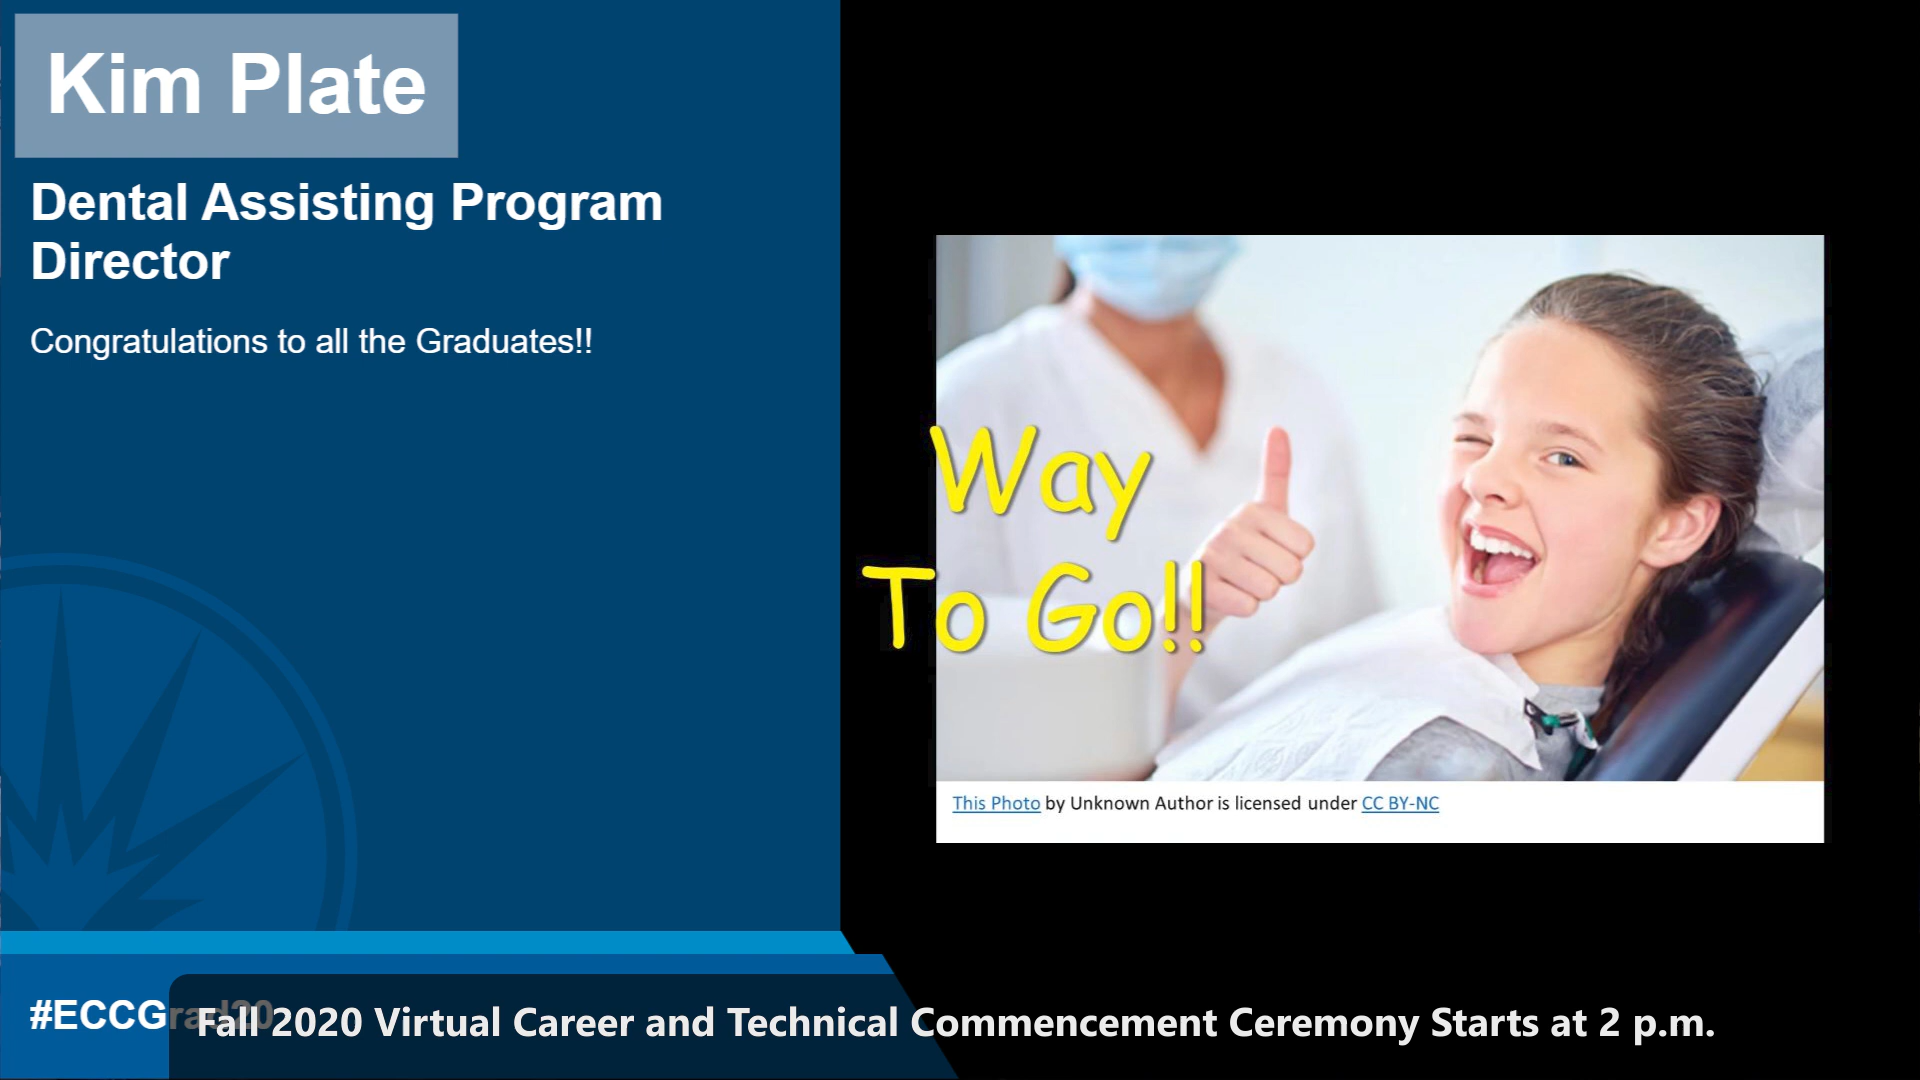 Kim Plate
Dental Assisting Program
Director
Congratulations to all the Graduates!!
Way
To Go!!
This Photo by Unknown Author is licensed under CC BY-NC
#ECCGrad20
Fall 2020 Virtual Career and Technical Commencement Ceremony Starts at 2 p.m.